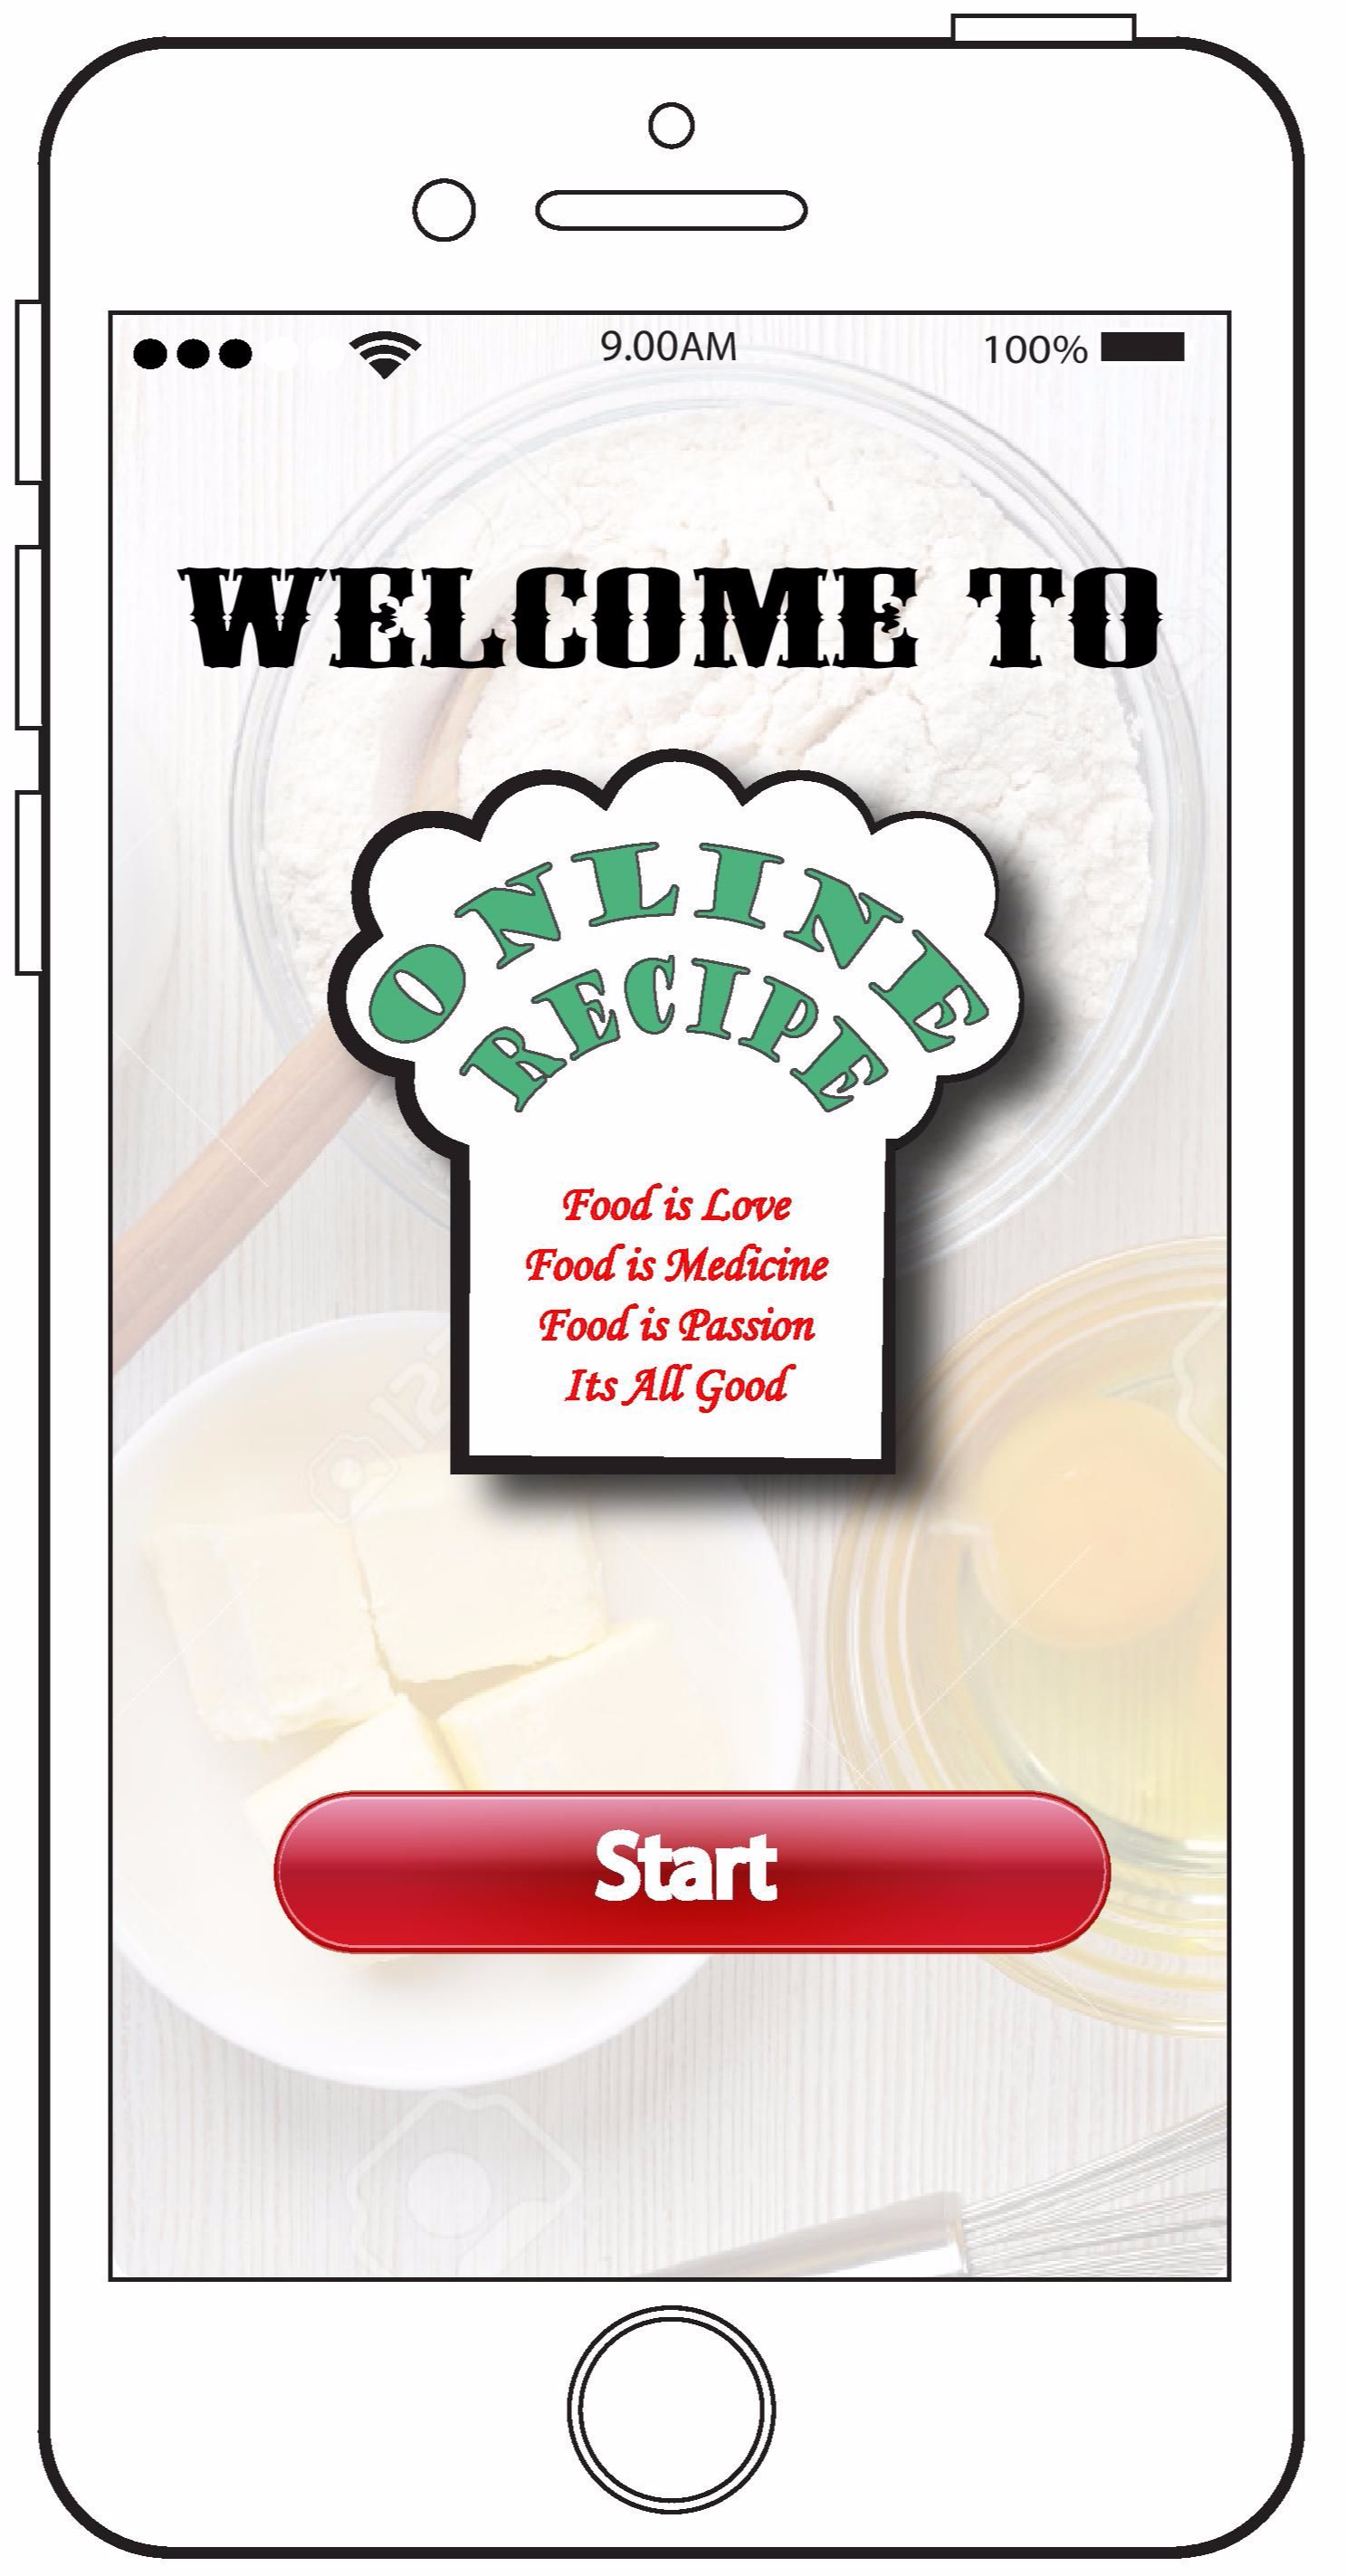 9.00AM 100%
WELCOME TO
ONLINE
RECIPE
Food is Love
Food is Medicine
Food is Passion
Its All Good
Start